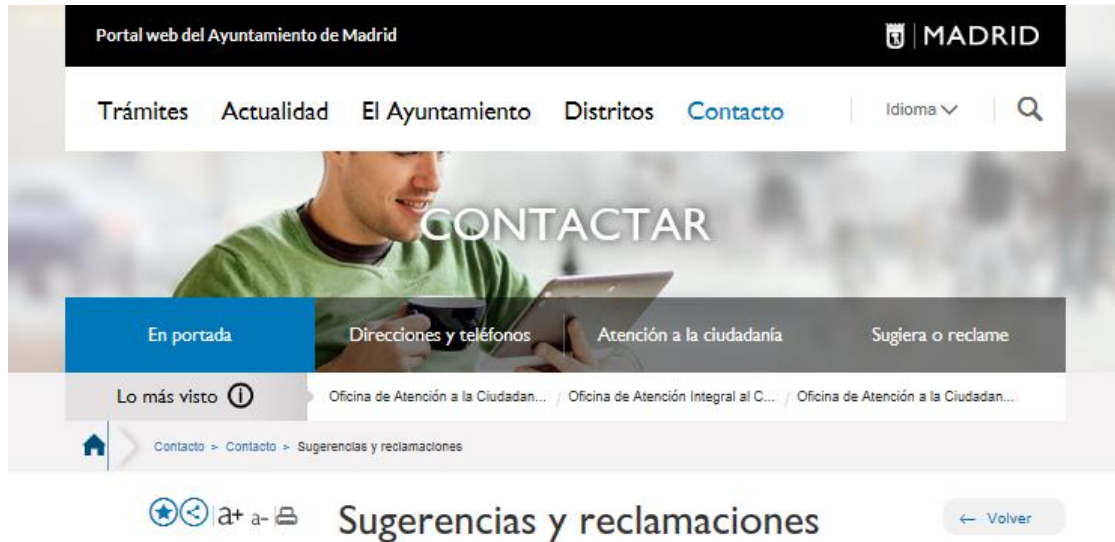 Portal web del Ayuntamiento de Madrid
MADRID
Trámites Actualidad El Ayuntamiento Distritos Contacto Idioma
CONTACTAR
En portada Direcciones y teléfonos Atención a la ciudadanía Sugiera o reclame
Lo más visto Oficina de Atención a la Ciudadan... / Oficina de Atención Integral al C... / Oficina de Atención a la Ciudadan...
Contacto > Contacto > Sugerencias y reclamaciones
a+ a- Sugerencias y reclamaciones ← Volver